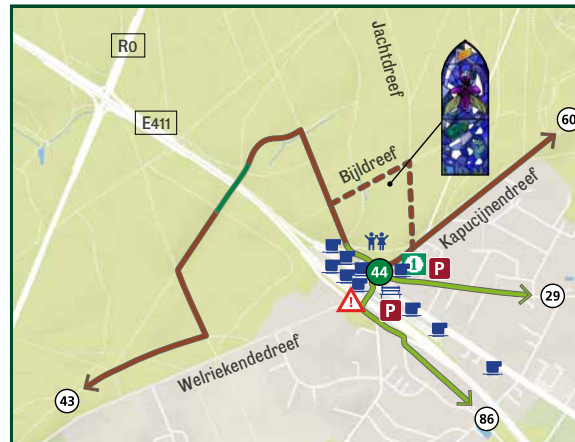 R0
E411
Jachtdreef
60
Bijldreef
Kapucijnendreef
44
1
P
29
!
P
Welriekendedreef
43
86